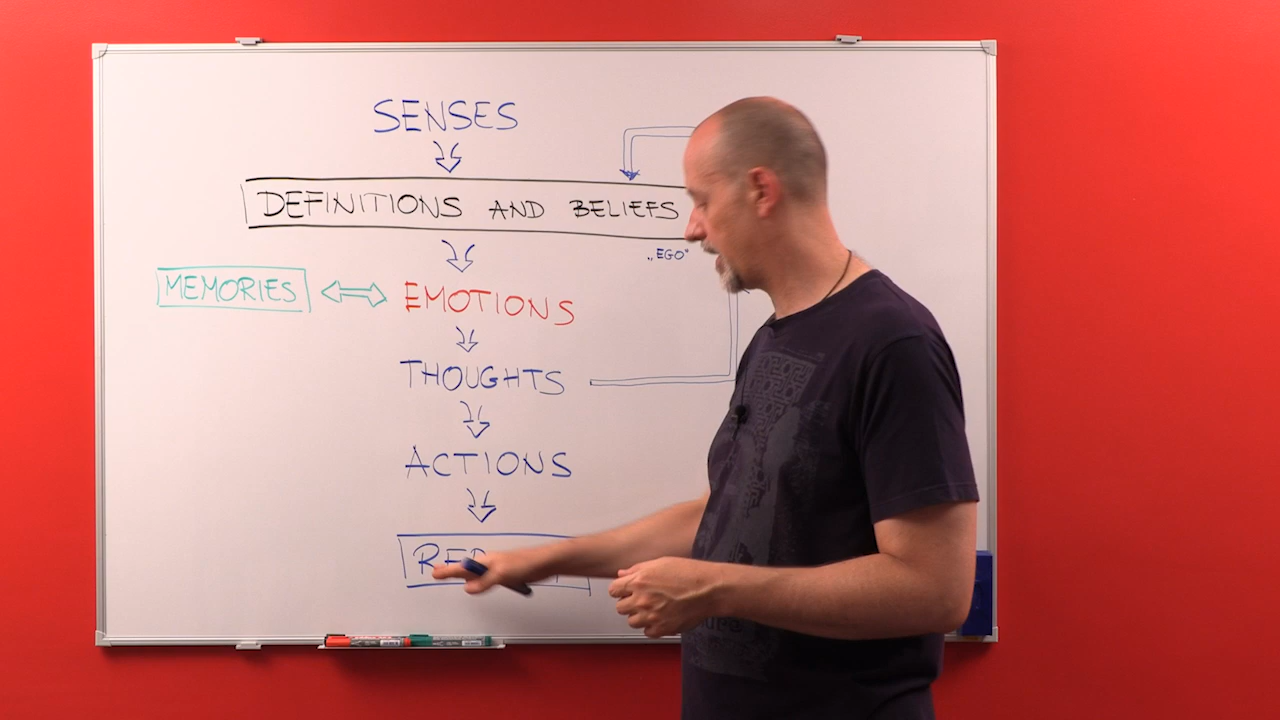 SENSES
DEFINITIONS AND BELIEFS
„EGO"
MEMORIES
EMOTIONS
THOUGHTS
ACTIONS